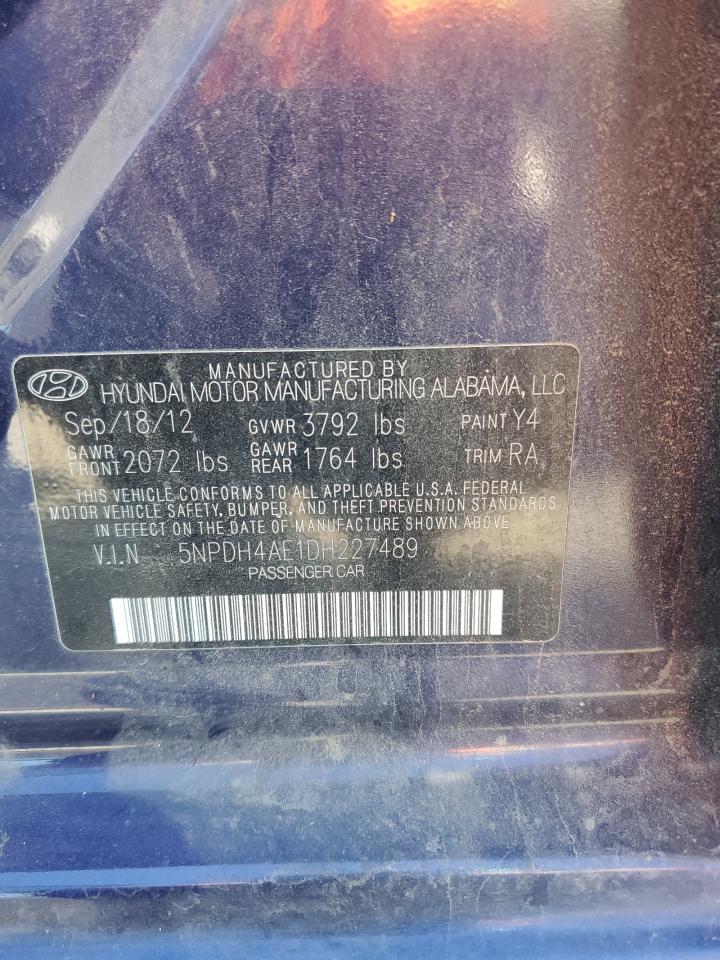 MANUFACTURED BY
HYUNDAI MOTOR MANUFACTURING ALABAMA, LLC
Sep/18/12 GVWR 3792 lbs PAINT Y4
GAWR FRONT 2072 lbs GAWR REAR 1764 lbs TRIM RA
THIS VEHICLE CONFORMS TO ALL APPLICABLE U.S.A. FEDERAL
MOTOR VEHICLE SAFETY, BUMPER, AND THEFT PREVENTION STANDARDS
IN EFFECT ON THE DATE OF MANUFACTURE SHOWN ABOVE
V.I.N 5NPDH4AE1DH227489
PASSENGER CAR